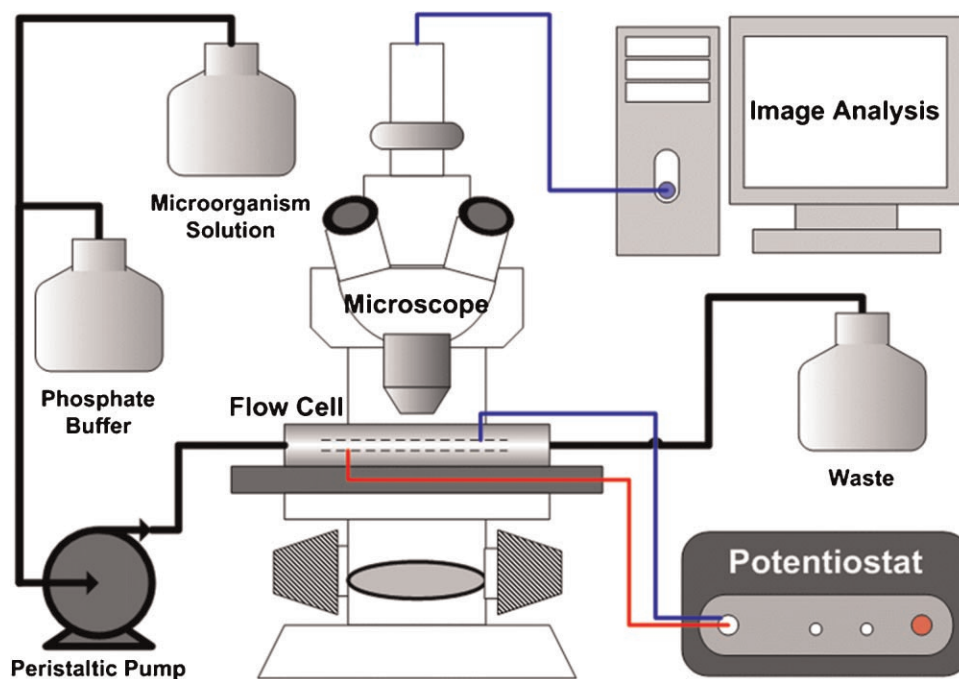 Microorganism
Solution
Image Analysis
Microscope
Phosphate
Buffer
Flow Cell
Waste
Potentiostat
Peristaltic Pump